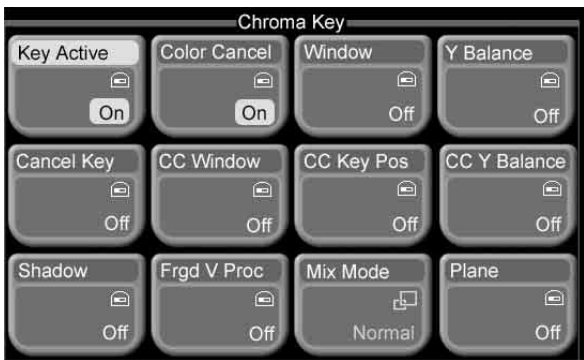 Chroma Key
Key Active
Color Cancel
Window
Y Balance
On
On
Off
Off
Cancel Key
CC Window
CC Key Pos
CC Y Balance
Off
Off
Off
Off
Shadow
Frgd V Proc
Mix Mode
Plane
Off
Off
Normal
Off